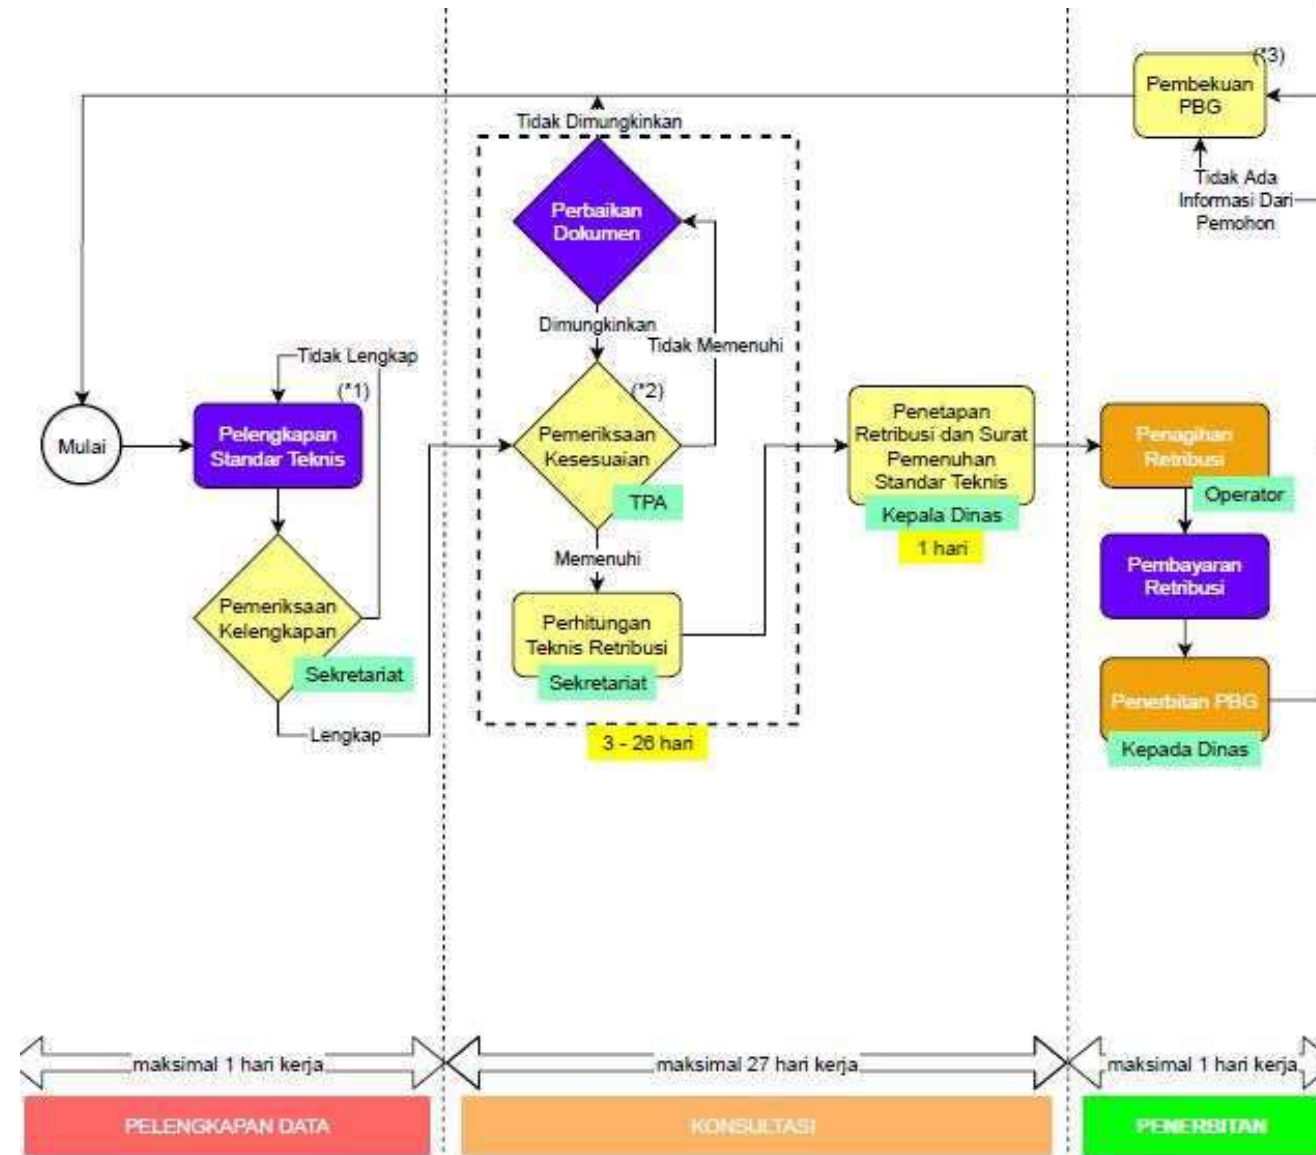 (*3)
Pembekuan
PBG
Tidak Dimungkinkan
Tidak Ada
Informasi Dari
Pemohon
Perbaikan
Dokumen
Dimungkinkan
Tidak Memenuhi
Tidak Lengkap
(*1)
(*2)
Mulai
Pelengkapan
Standar Teknis
Pemeriksaan
Kesesuaian
TPA
Penetapan
Retribusi dan Surat
Pemenuhan
Standar Teknis
Kepala Dinas
1 hari
Penagihan
Retribusi
Operator
Memenuhi
Pembayaran
Retribusi
Pemeriksaan
Kelengkapan
Sekretariat
Perhitungan
Teknis Retribusi
Sekretariat
Penerbitan PBG
Kepada Dinas
Lengkap
3 - 26 hari
maksimal 1 hari kerja
maksimal 27 hari kerja
maksimal 1 hari kerja
PELENGKAPAN DATA
KONSULTASI
PENERBITAN